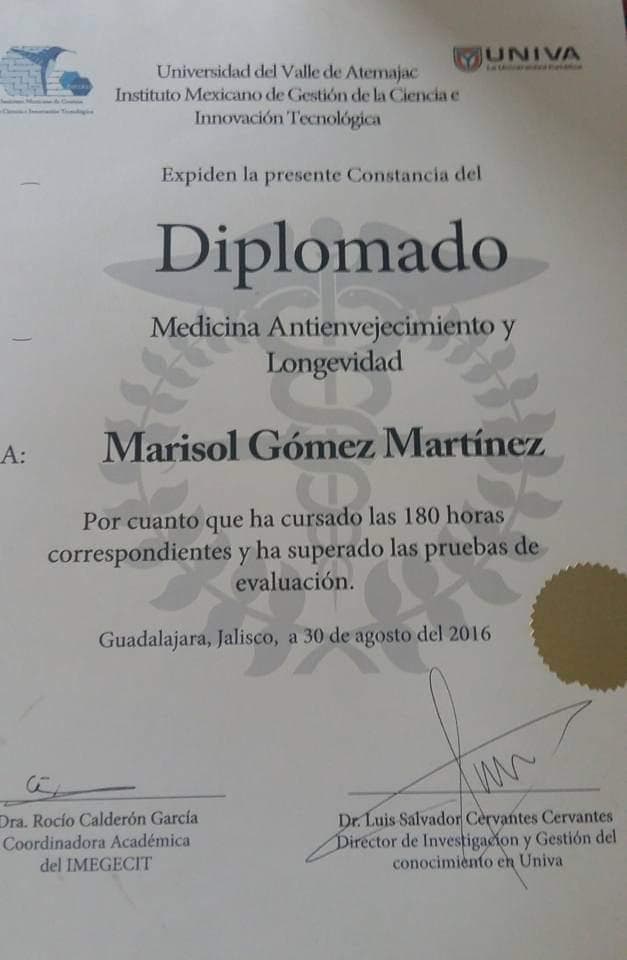 UNIVA
Universidad del Valle de Atemajac
Instituto Mexicano de Gestión de la Ciencia e
Innovación Tecnológica
Expiden la presente Constancia del
Diplomado
Medicina Antienvejecimiento y
Longevidad
A:
Marisol Gómez Martínez
Por cuanto que ha cursado las 180 horas
correspondientes y ha superado las pruebas de
evaluación.
Guadalajara, Jalisco, a 30 de agosto del 2016
Dra. Rocío Calderón García
Coordinadora Académica
del IMEGECIT
Dr. Luis Salvador Cervantes Cervantes
Director de Investigacion y Gestión del
conocimiento en Univa